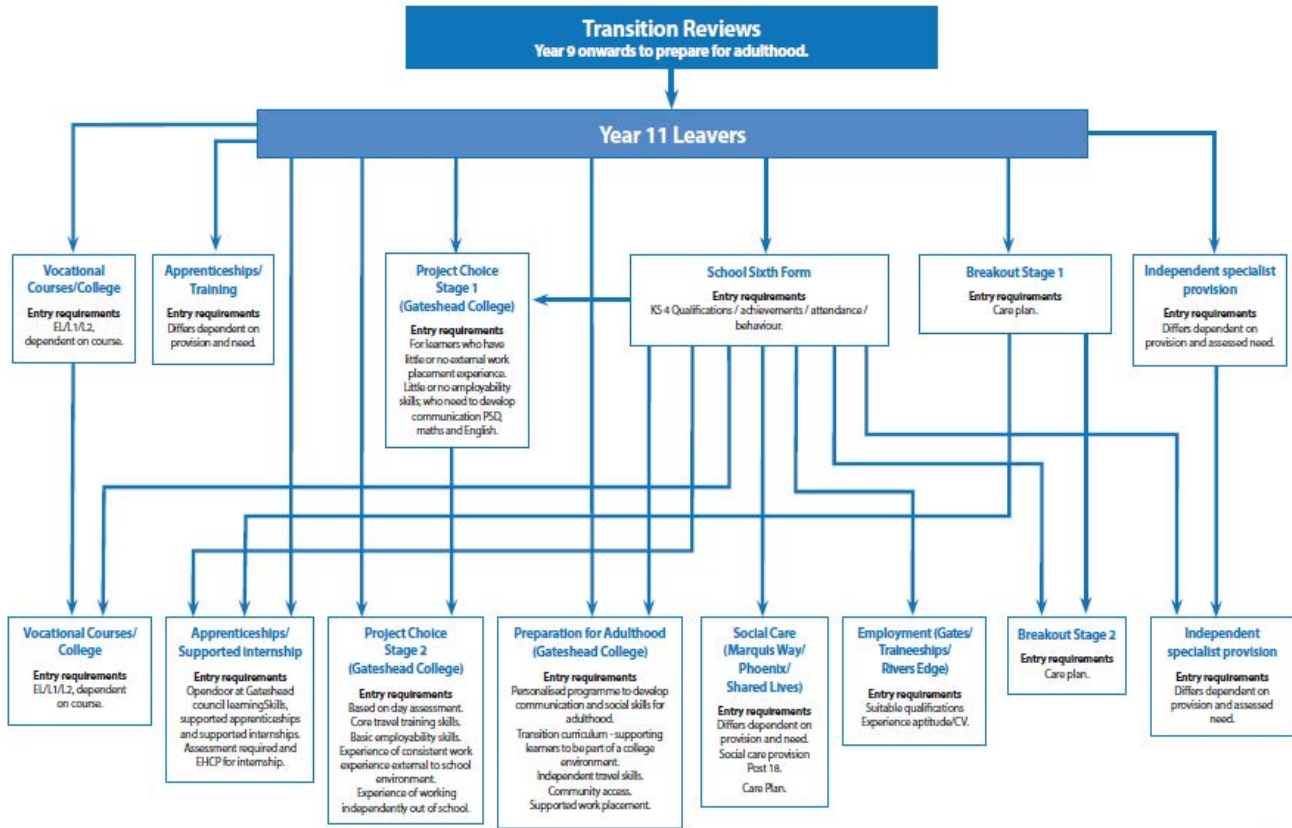 Transition Reviews
Year 9 onwards to prepare for adulthood.
Year 11 Leavers
Vocational
Courses/College
Entry requirements
EL/L1/L2,
dependent on course.
Apprenticeships/
Training
Entry requirements
Differs dependent on
provision and need.
Project Choice
Stage 1
(Gateshead College)
Entry requirements
For learners who have
little or no external work
placement experience.
Little or no employability
skills; who need to develop
communication PSD,
maths and English.
School Sixth Form
Entry requirements
KS 4 Qualifications / achievements / attendance /
behaviour.
Breakout Stage 1
Entry requirements
Care plan.
Independent specialist
provision
Entry requirements
Differs dependent on
provision and assessed need.
Vocational Courses/
College
Entry requirements
EL/L1/L2, dependent
on course.
Apprenticeships/
Supported internship
Entry requirements
Opendoor at Gateshead
council learningSkills,
supported apprenticeships
and supported internships.
Assessment required and
EHCP for internship.
Project Choice
Stage 2
(Gateshead College)
Entry requirements
Based on day assessment.
Core travel training skills.
Basic employability skills.
Experience of consistent work
experience external to school
environment.
Experience of working
independently out of school.
Preparation for Adulthood
(Gateshead College)
Entry requirements
Personalised programme to develop
communication and social skills for
adulthood.
Transition curriculum - supporting
learners to be part of a college
environment.
Independent travel skills.
Community access.
Supported work placement.
Social Care
(Marquis Way/
Phoenix/
Shared Lives)
Entry requirements
Differs dependent on
provision and need.
Social care provision
Post 18.
Care Plan.
Employment (Gates/
Traineeships/
Rivers Edge)
Entry requirements
Suitable qualifications
Experience aptitude/CV.
Breakout Stage 2
Entry requirements
Care plan.
Independent
specialist provision
Entry requirements
Differs dependent on
provision and assessed
need.